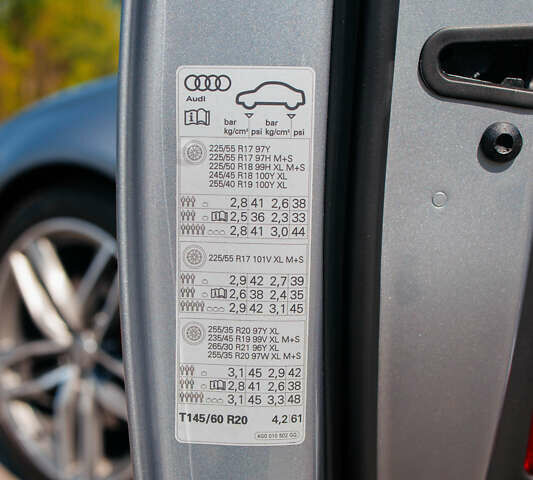 Audi
bar psi bar psi
kg/cm² kg/cm²
225/55 R17 97Y
225/55 R17 97H M+S
225/50 R18 99H XL M+S
245/45 R18 100Y XL
255/40 R19 100Y XL
2,8 41 2,6 38
2,5 36 2,3 33
2,8 41 3,0 44
225/55 R17 101V XL M+S
2,9 42 2,7 39
2,6 38 2,4 35
2,9 42 3,1 45
255/35 R20 97Y XL
235/45 R19 99V XL M+S
265/30 R21 96Y XL
255/35 R20 97W XL M+S
3,1 45 2,9 42
2,8 41 2,6 38
3,1 45 3,3 48
T145/60 R20 4,2 61
4G0 010 502 GG